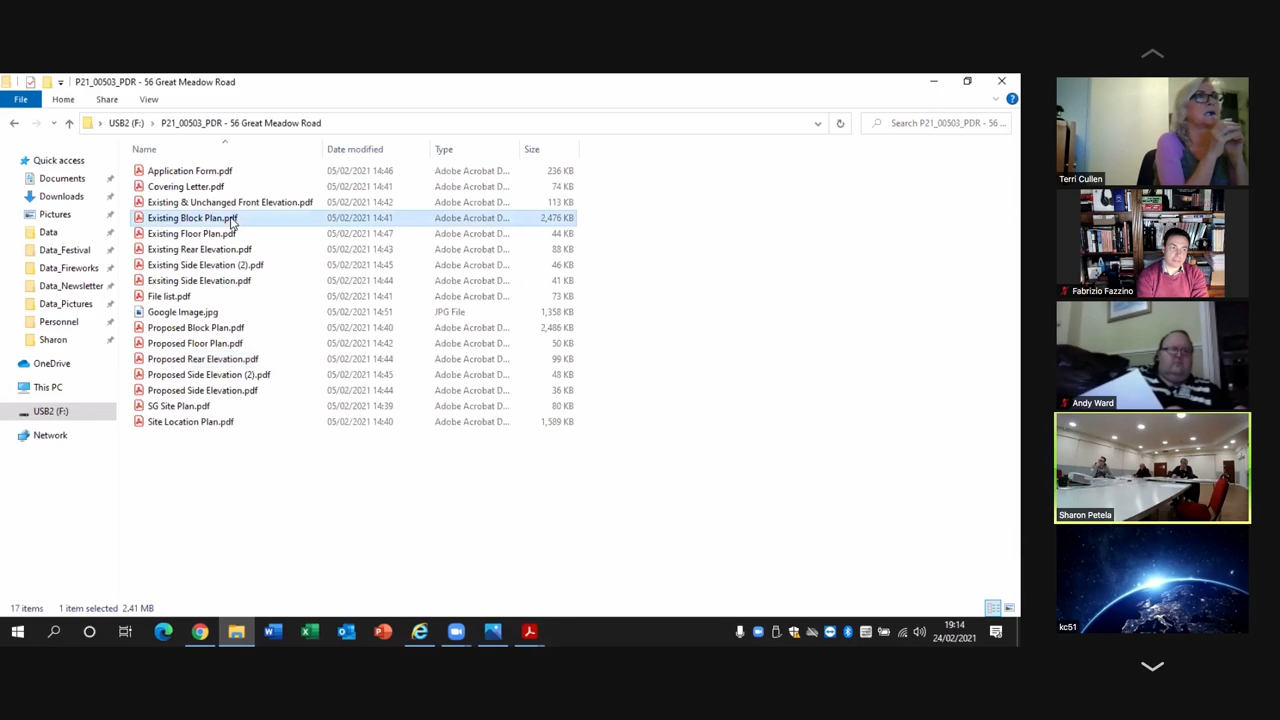 P21_00503_PDR - 56 Great Meadow Road
File Home Share View
USB2 (F:) P21_00503_PDR - 56 Great Meadow Road
Search P21_00503_PDR - 56 ...
Name Date modified Type Size
Quick access
Documents
Downloads
Pictures
Data
Data_Festival
Data_Fireworks
Data_Newsletter
Data_Pictures
Personnel
Sharon
OneDrive
This PC
USB2 (F:)
Network
Application Form.pdf 05/02/2021 14:46 Adobe Acrobat D... 236 KB
Covering Letter.pdf 05/02/2021 14:41 Adobe Acrobat D... 74 KB
Existing & Unchanged Front Elevation.pdf 05/02/2021 14:42 Adobe Acrobat D... 113 KB
Existing Block Plan.pdf 05/02/2021 14:41 Adobe Acrobat D... 2,476 KB
Existing Floor Plan.pdf 05/02/2021 14:47 Adobe Acrobat D... 44 KB
Existing Rear Elevation.pdf 05/02/2021 14:43 Adobe Acrobat D... 88 KB
Existing Side Elevation (2).pdf 05/02/2021 14:45 Adobe Acrobat D... 46 KB
Exsiting Side Elevation.pdf 05/02/2021 14:44 Adobe Acrobat D... 41 KB
File list.pdf 05/02/2021 14:41 Adobe Acrobat D... 73 KB
Google Image.jpg 05/02/2021 14:51 JPG File 1,358 KB
Proposed Block Plan.pdf 05/02/2021 14:40 Adobe Acrobat D... 2,486 KB
Proposed Floor Plan.pdf 05/02/2021 14:42 Adobe Acrobat D... 50 KB
Proposed Rear Elevation.pdf 05/02/2021 14:44 Adobe Acrobat D... 99 KB
Proposed Side Elevation (2).pdf 05/02/2021 14:45 Adobe Acrobat D... 48 KB
Proposed Side Elevation.pdf 05/02/2021 14:44 Adobe Acrobat D... 36 KB
SG Site Plan.pdf 05/02/2021 14:39 Adobe Acrobat D... 80 KB
Site Location Plan.pdf 05/02/2021 14:40 Adobe Acrobat D... 1,589 KB
17 items 1 item selected 2.41 MB
19:14
24/02/2021
Terri Cullen
Fabrizio Fazzino
Andy Ward
Sharon Petela
kc51